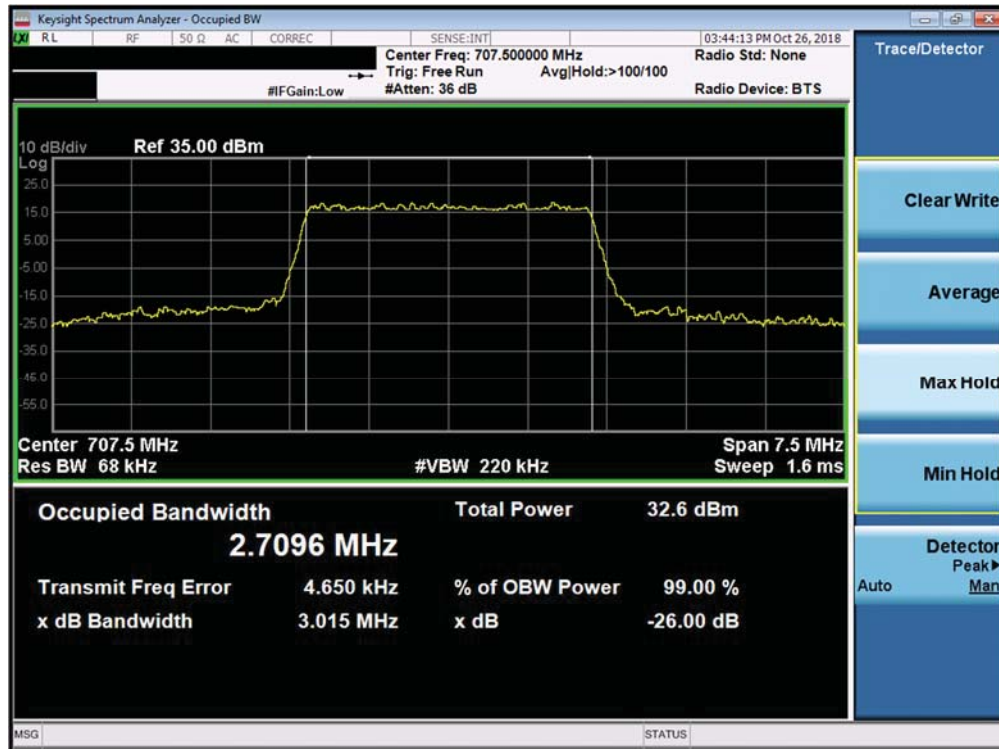 Keysight Spectrum Analyzer - Occupied BW
LXI RL RF 50 Ω AC CORREC SENSE:INT 03:44:13 PM Oct 26, 2018
Center Freq: 707.500000 MHz Radio Std: None
Trig: Free Run Avg|Hold:>100/100
#IFGain:Low #Atten: 36 dB Radio Device: BTS
Trace/Detector
10 dB/div Ref 35.00 dBm
Log
25.0
15.0
5.00
-5.00
-15.0
-25.0
-35.0
-45.0
-55.0
Center 707.5 MHz Span 7.5 MHz
Res BW 68 kHz #VBW 220 kHz Sweep 1.6 ms
Occupied Bandwidth Total Power 32.6 dBm
2.7096 MHz
Transmit Freq Error 4.650 kHz % of OBW Power 99.00 %
x dB Bandwidth 3.015 MHz x dB -26.00 dB
Clear Write
Average
Max Hold
Min Hold
Detector
Peak▶
Auto Man
MSG STATUS